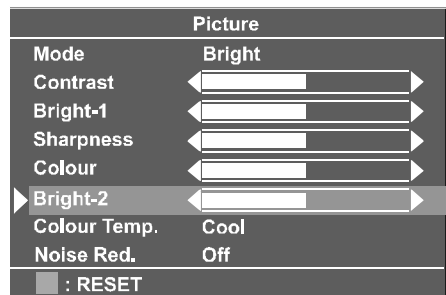 Picture
Mode Bright
Contrast
Bright-1
Sharpness
Colour
Bright-2
Colour Temp. Cool
Noise Red. Off
: RESET